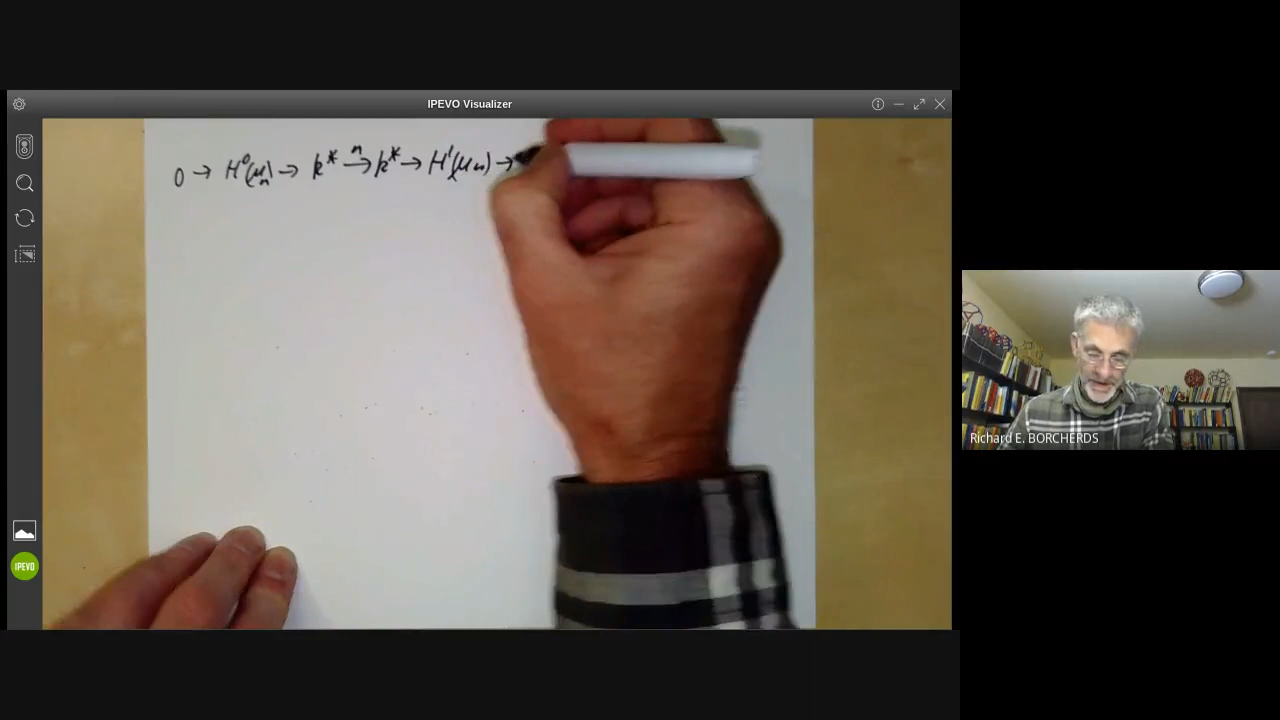 IPEVO Visualizer
0 → H⁰(μₙ) → k* →ⁿ k* → H¹(μₙ) →
Richard E. BORCHERDS
IPEVO